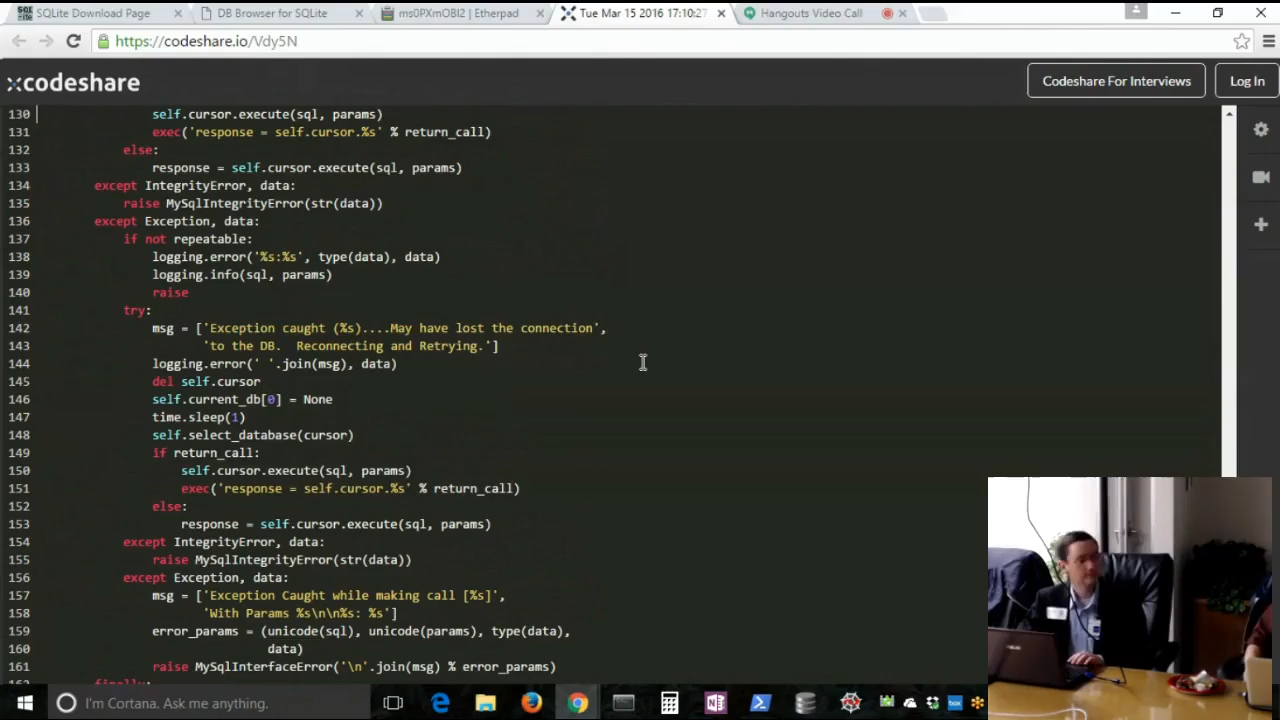 SQLite Download Page
DB Browser for SQLite
ms0PXmOBI2 | Etherpad
Tue Mar 15 2016 17:10:27
Hangouts Video Call
https://codeshare.io/Vdy5N
codeshare
Codeshare For Interviews
Log In
130 self.cursor.execute(sql, params)
131 exec('response = self.cursor.%s' % return_call)
132 else:
133 response = self.cursor.execute(sql, params)
134 except IntegrityError, data:
135 raise MySqlIntegrityError(str(data))
136 except Exception, data:
137 if not repeatable:
138 logging.error('%s:%s', type(data), data)
139 logging.info(sql, params)
140 raise
141 try:
142 msg = ['Exception caught (%s)....May have lost the connection',
143 'to the DB.  Reconnecting and Retrying.']
144 logging.error(' '.join(msg), data)
145 del self.cursor
146 self.current_db[0] = None
147 time.sleep(1)
148 self.select_database(cursor)
149 if return_call:
150 self.cursor.execute(sql, params)
151 exec('response = self.cursor.%s' % return_call)
152 else:
153 response = self.cursor.execute(sql, params)
154 except IntegrityError, data:
155 raise MySqlIntegrityError(str(data))
156 except Exception, data:
157 msg = ['Exception Caught while making call [%s]',
158 'With Params %s\n\n%s: %s']
159 error_params = (unicode(sql), unicode(params), type(data),
160 data)
161 raise MySqlInterfaceError('\n'.join(msg) % error_params)
162 finally:
I'm Cortana. Ask me anything.